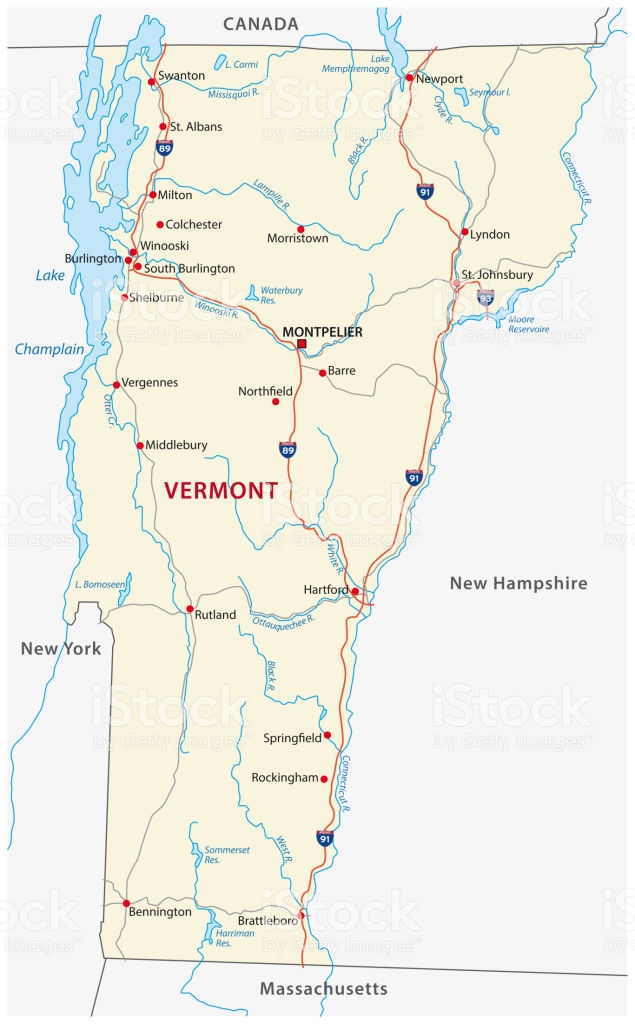 CANADA
Lake
Memphremagog
L. Carmi
Swanton
Newport
Missisquoi R.
Seymour l.
Clyde R.
St. Albans
89
Black R.
Connecticut R.
91
Milton
Lampille R.
Colchester
Morristown
Lyndon
Winooski
Burlington
South Burlington
Lake
St. Johnsbury
Shelburne
Waterbury
Res.
93
Winooski R.
Moore
Reservoire
MONTPELIER
Champlain
Barre
Vergennes
Northfield
Otter Cr.
Middlebury
89
91
VERMONT
White R.
L. Bomoseen
Hartford
New Hampshire
Rutland
Ottauquechee R.
New York
Black R.
Springfield
Rockingham
Connecticut R.
91
West R.
Sommerset
Res.
Bennington
Brattleboro
Harriman
Res.
Massachusetts
iStock
by Getty Images™